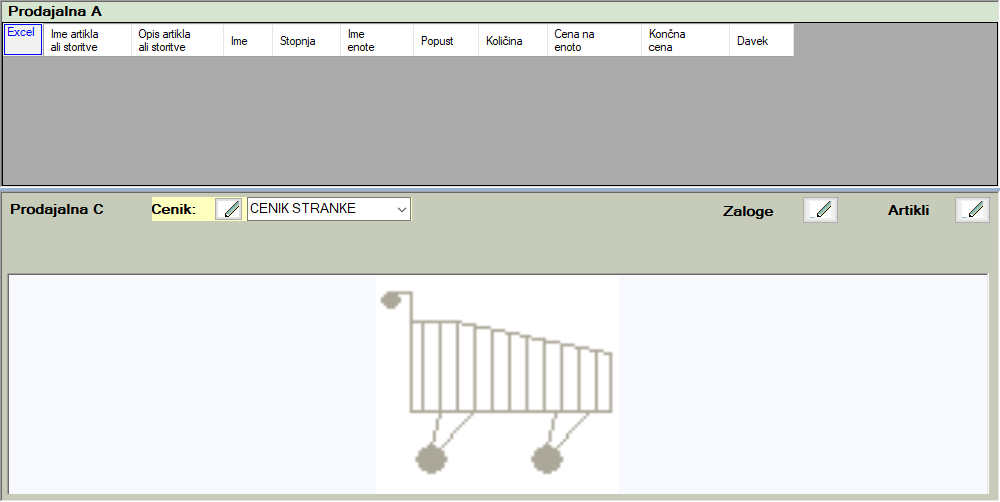 Prodajalna A
Excel
Ime artikla
ali storitve
Opis artikla
ali storitve
Ime
Stopnja
Ime
enote
Popust
Količina
Cena na
enoto
Končna
cena
Davek
Prodajalna C
Cenik:
CENIK STRANKE
Zaloge
Artikli